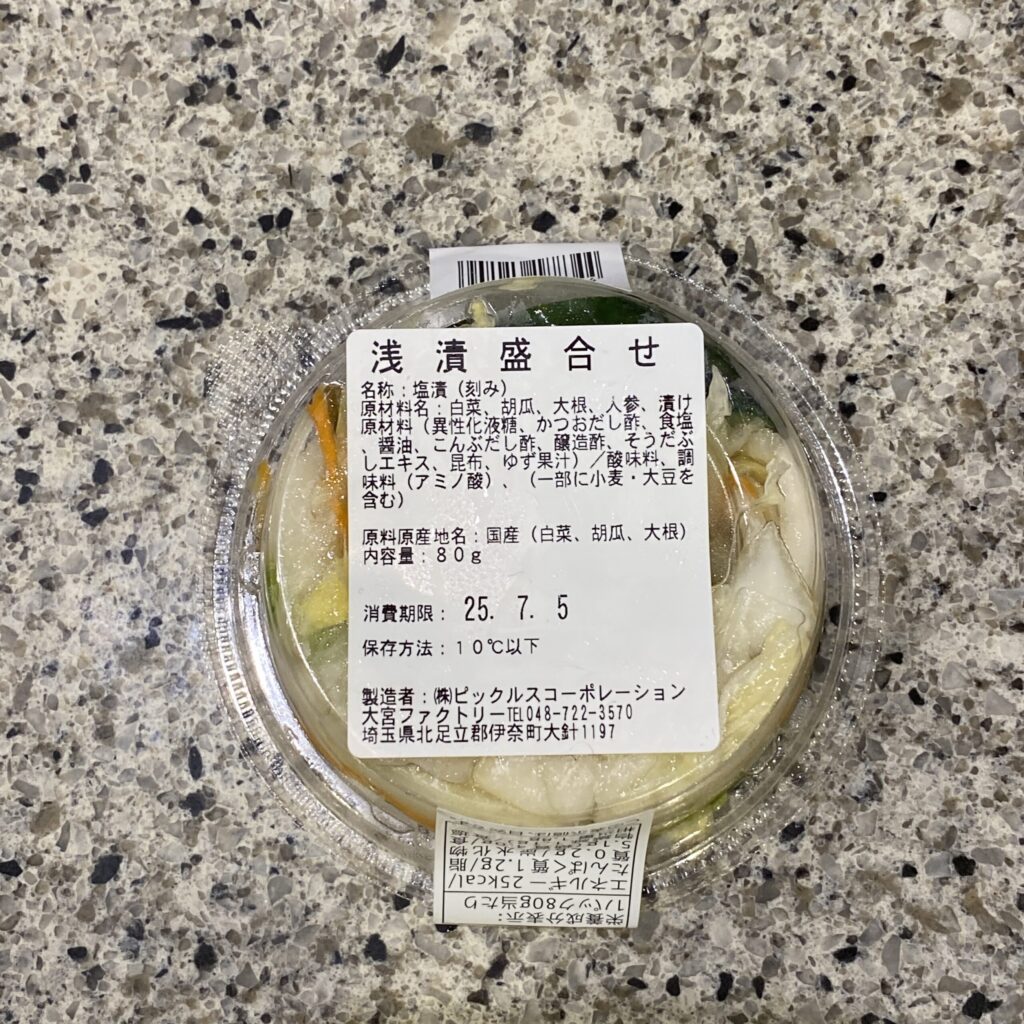 浅漬盛合せ
名称：塩漬（刻み）
原材料名：白菜、胡瓜、大根、人参、漬け
原材料（異性化液糖、かつおだし酢、食塩
、醤油、こんぶだし酢、醸造酢、そうだぶ
しエキス、昆布、ゆず果汁）／酸味料、調
味料（アミノ酸）、（一部に小麦・大豆を
含む）
原料原産地名：国産（白菜、胡瓜、大根）
内容量：８０ｇ
消費期限：25. 7. 5
保存方法：１０℃以下
製造者：㈱ピックルスコーポレーション
大宮ファクトリー℡048-722-3570
埼玉県北足立郡伊奈町大針1197
栄養成分表示:
1パック80g当たり
エネルギー 25kcal/
たんぱく質 1.2g/脂
質 0.2g/炭水化物